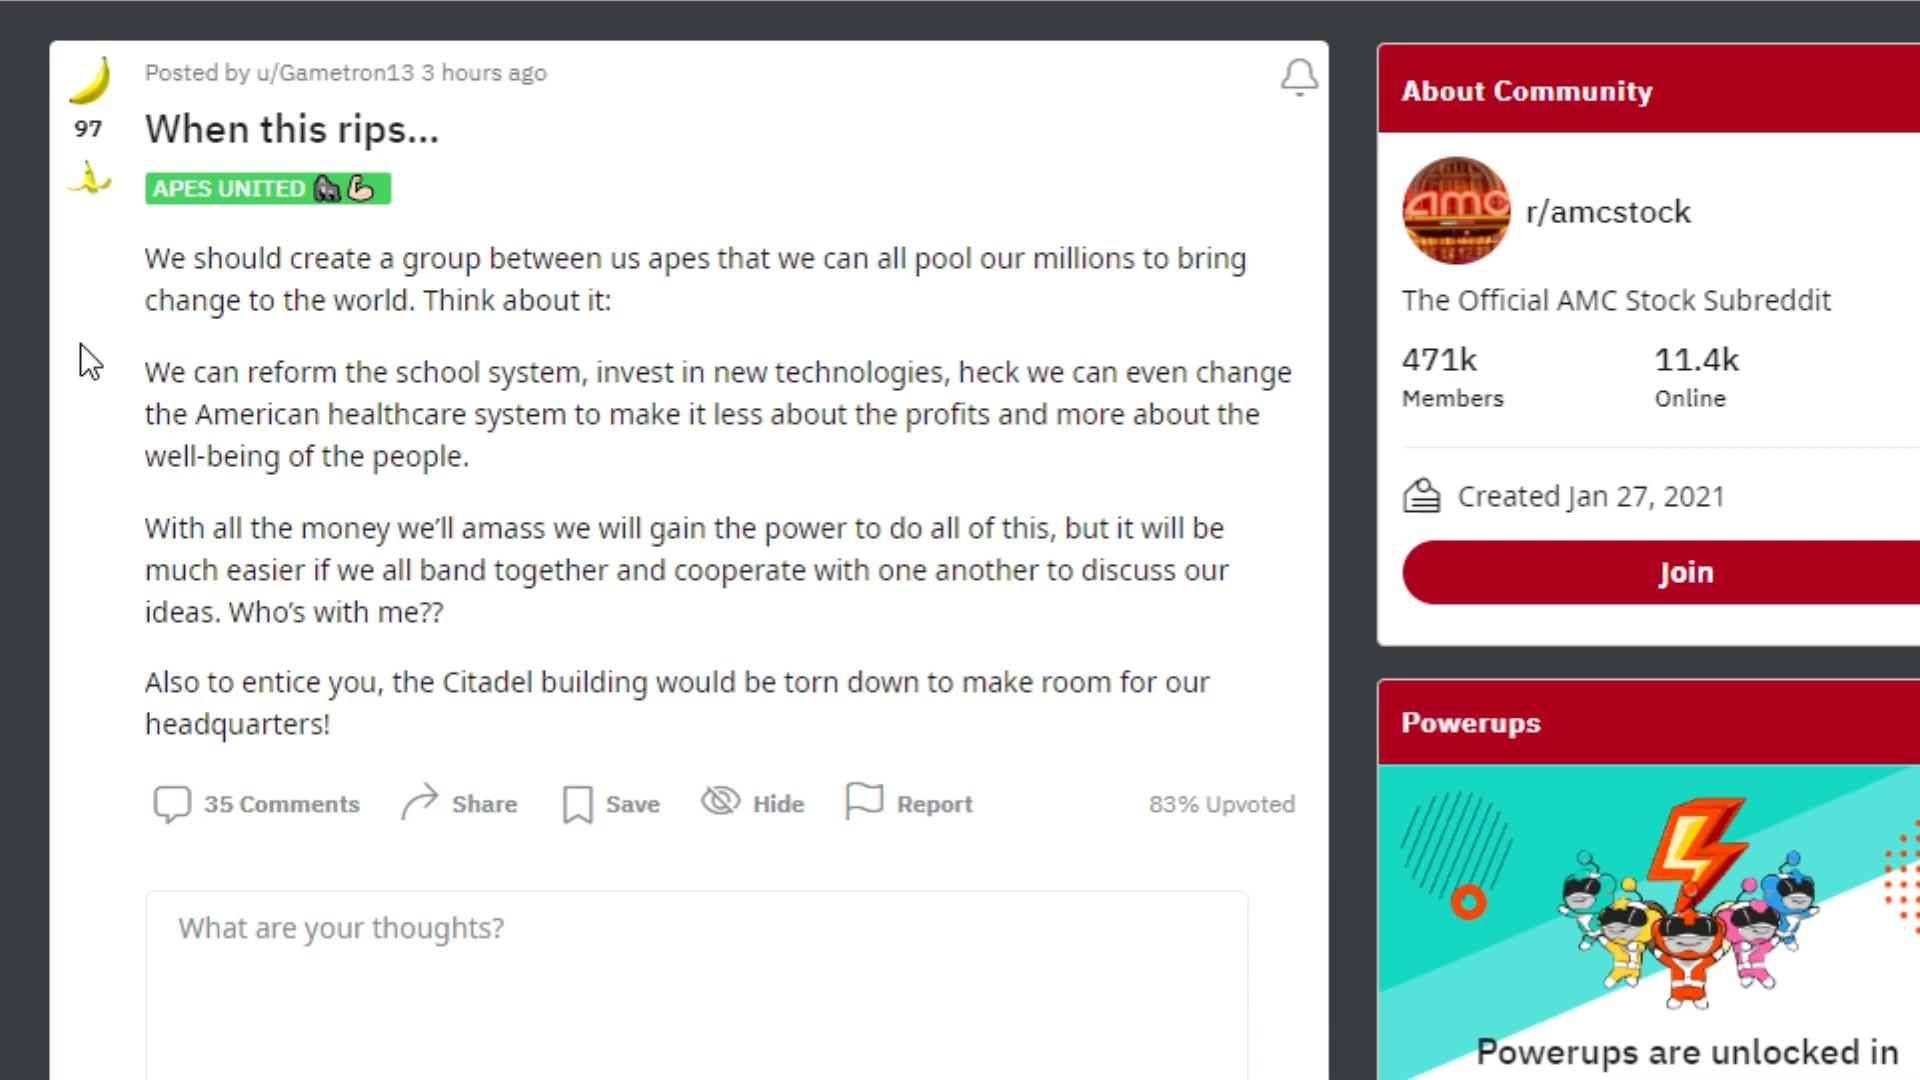 Posted by u/Gametron13 3 hours ago
97
When this rips...
APES UNITED
We should create a group between us apes that we can all pool our millions to bring
change to the world. Think about it:
We can reform the school system, invest in new technologies, heck we can even change
the American healthcare system to make it less about the profits and more about the
well-being of the people.
With all the money we’ll amass we will gain the power to do all of this, but it will be
much easier if we all band together and cooperate with one another to discuss our
ideas. Who’s with me??
Also to entice you, the Citadel building would be torn down to make room for our
headquarters!
35 Comments
Share
Save
Hide
Report
83% Upvoted
What are your thoughts?
About Community
amc
r/amcstock
The Official AMC Stock Subreddit
471k
11.4k
Members
Online
Created Jan 27, 2021
Join
Powerups
Powerups are unlocked in